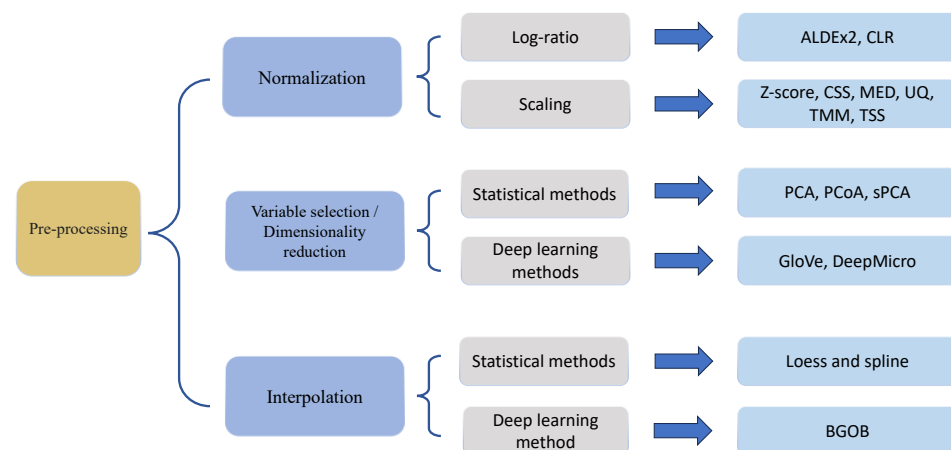 Pre-processing
Normalization
Log-ratio
ALDEx2, CLR
Scaling
Z-score, CSS, MED, UQ,
TMM, TSS
Variable selection /
Dimensionality
reduction
Statistical methods
PCA, PCoA, sPCA
Deep learning
methods
GloVe, DeepMicro
Interpolation
Statistical methods
Loess and spline
Deep learning
method
BGOB